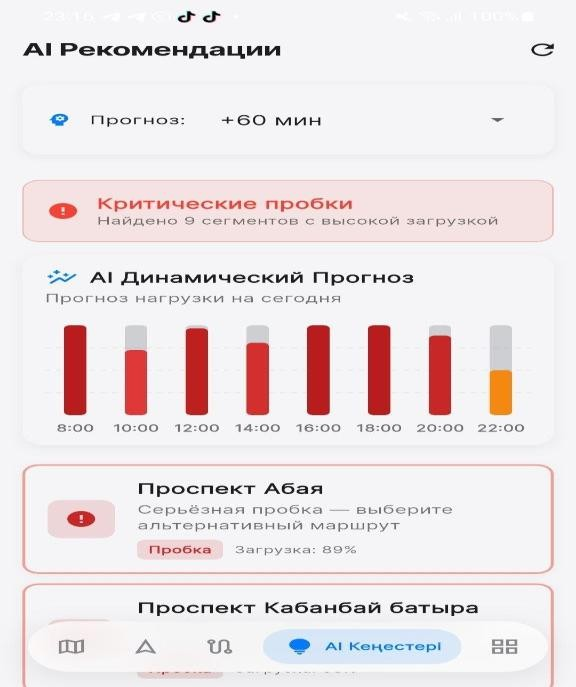 23:16 100%
AI Рекомендации
Прогноз: +60 мин
Критические пробки
Найдено 9 сегментов с высокой загрузкой
AI Динамический Прогноз
Прогноз нагрузки на сегодня
8:00 10:00 12:00 14:00 16:00 18:00 20:00 22:00
Проспект Абая
Серьёзная пробка — выберите
альтернативный маршрут
Пробка Загрузка: 89%
Проспект Кабанбай батыра
AI Кеңестері